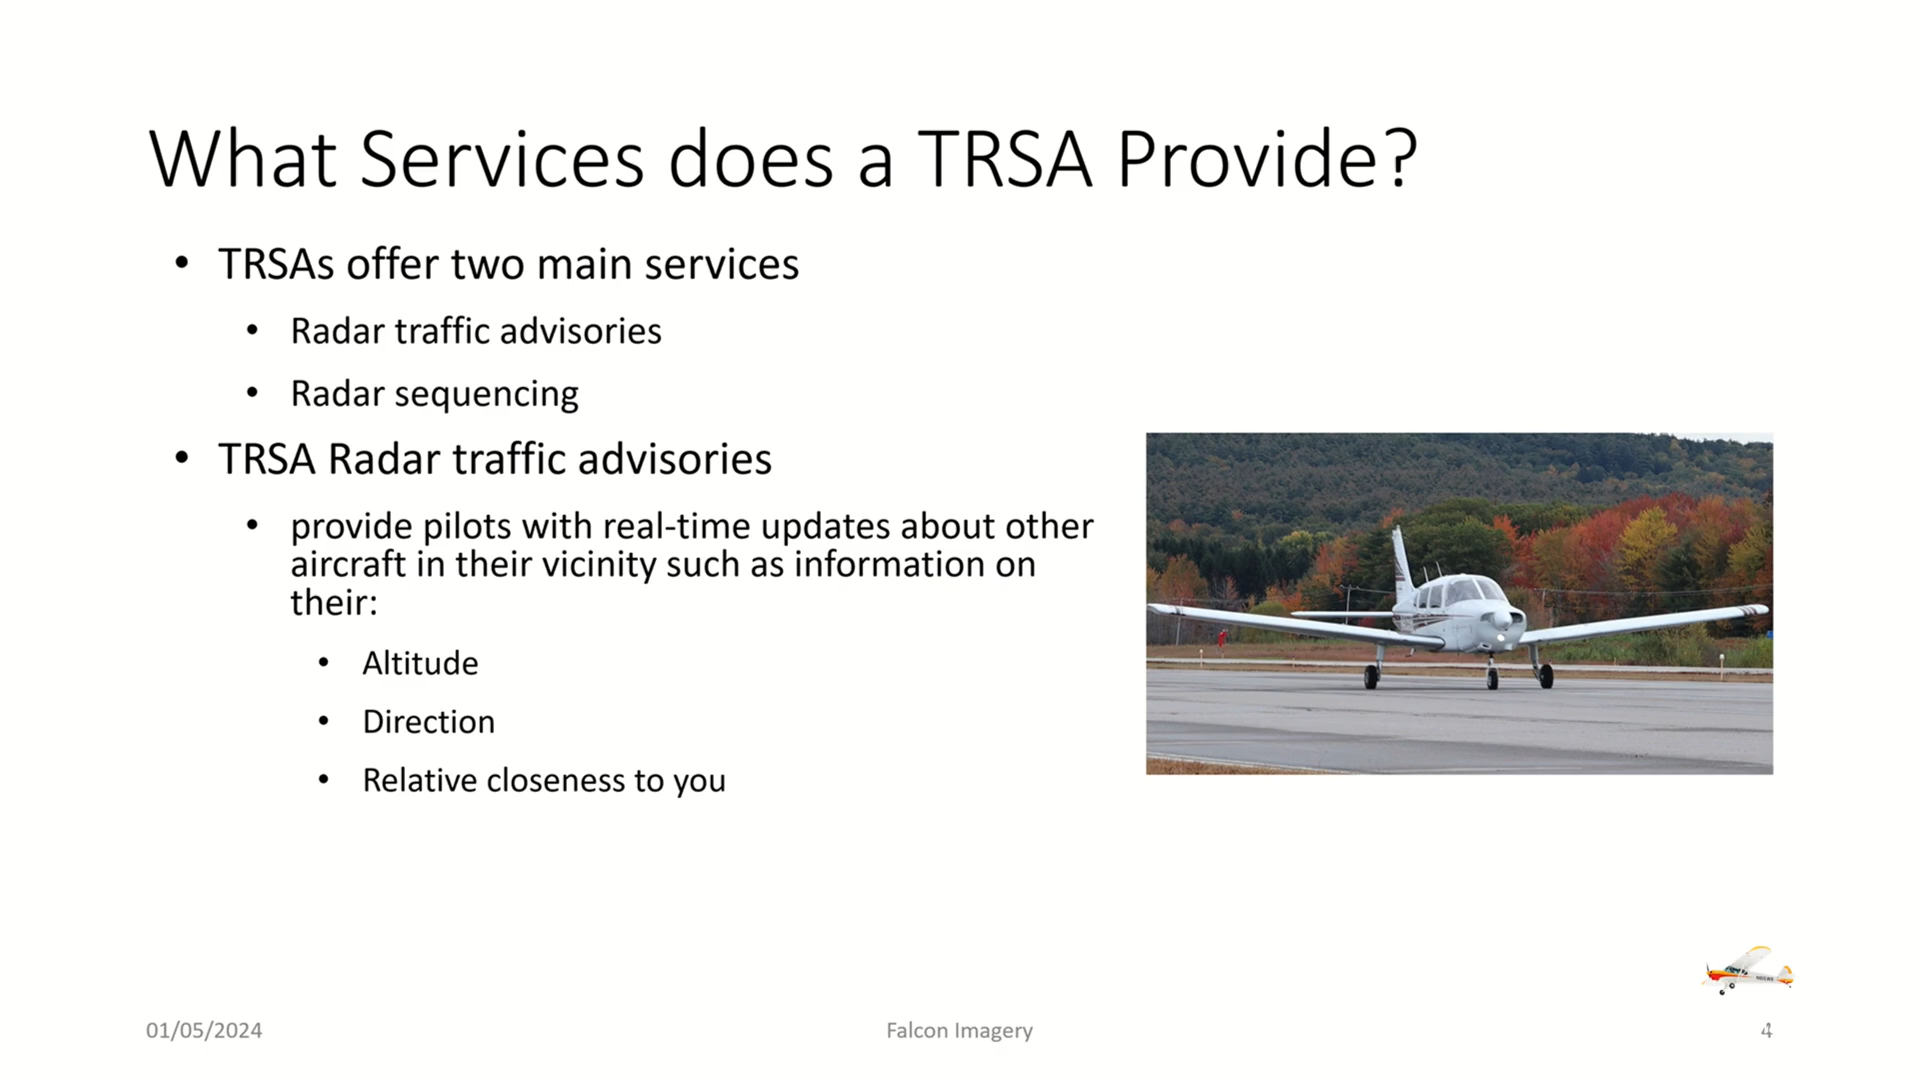 What Services does a TRSA Provide?
• TRSAs offer two main services
• Radar traffic advisories
• Radar sequencing
• TRSA Radar traffic advisories
• provide pilots with real-time updates about other
aircraft in their vicinity such as information on
their:
• Altitude
• Direction
• Relative closeness to you
01/05/2024
Falcon Imagery
4